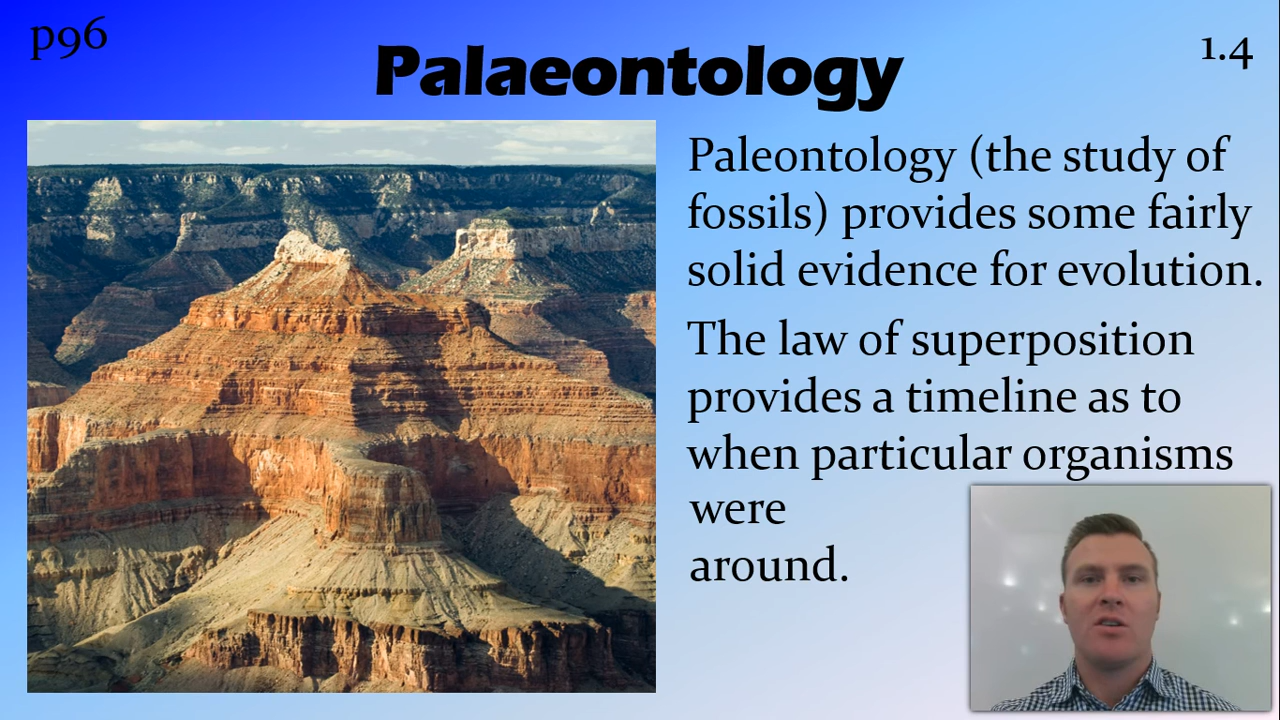 p96
Palaeontology
1.4
Paleontology (the study of
fossils) provides some fairly
solid evidence for evolution.
The law of superposition
provides a timeline as to
when particular organisms
were
around.